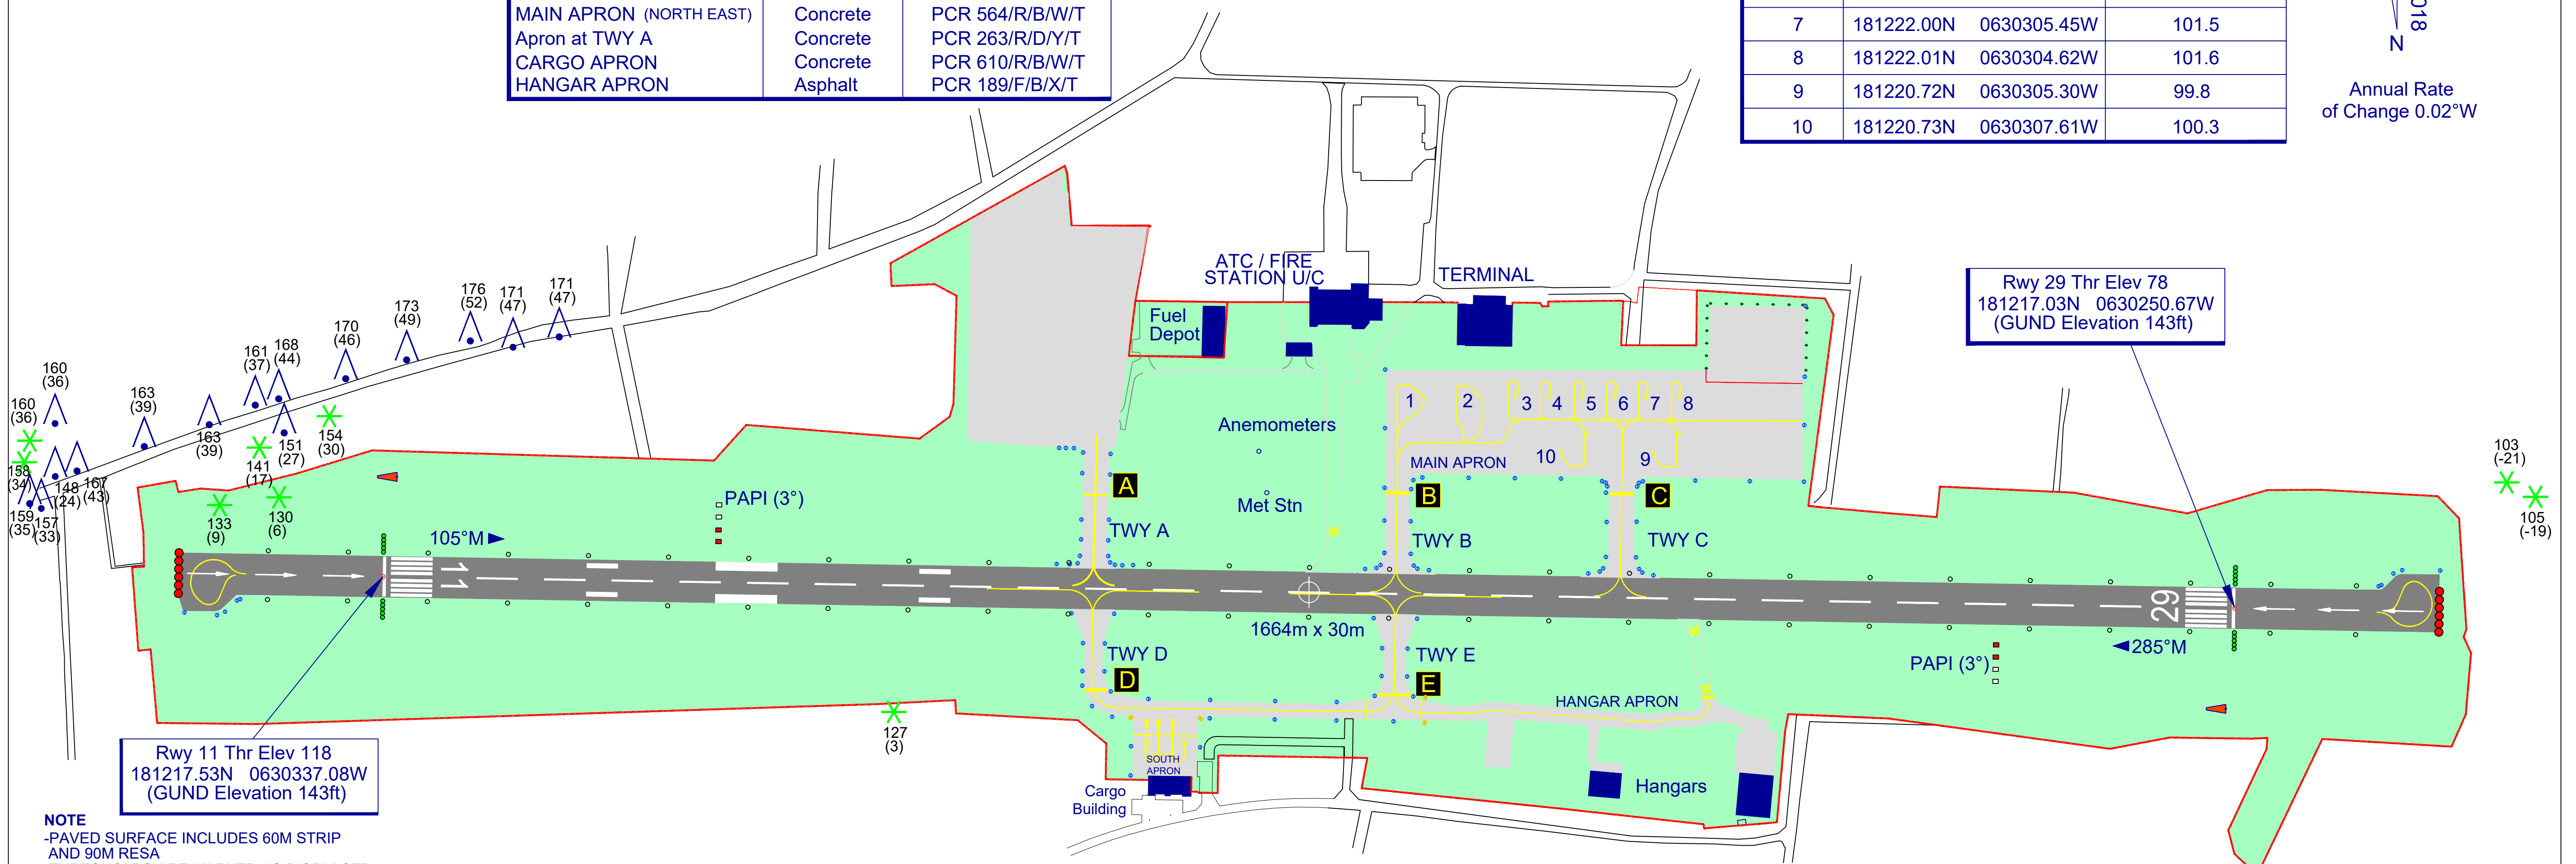 MAIN APRON (NORTH EAST) Concrete PCR 564/R/B/W/T
Apron at TWY A Concrete PCR 263/R/D/Y/T
CARGO APRON Concrete PCR 610/R/B/W/T
HANGAR APRON Asphalt PCR 189/F/B/X/T
7 181222.00N 0630305.45W 101.5
8 181222.01N 0630304.62W 101.6
9 181220.72N 0630305.30W 99.8
10 181220.73N 0630307.61W 100.3
018
N
Annual Rate
of Change 0.02°W
ATC / FIRE
STATION U/C
TERMINAL
Fuel
Depot
Rwy 29 Thr Elev 78
181217.03N 0630250.67W
(GUND Elevation 143ft)
176
(52)
171
(47)
171
(47)
173
(49)
170
(46)
168
(44)
161
(37)
160
(36)
160
(36)
163
(39)
163
(39)
151
(27)
154
(30)
141
(17)
158
(34)
148
(24)
167
(43)
159
(35)
157
(33)
133
(9)
130
(6)
103
(-21)
105
(-19)
1 2 3 4 5 6 7 8
10 9
MAIN APRON
Anemometers
Met Stn
PAPI (3°)
105°M
A
B
C
TWY A
TWY B
TWY C
11
29
1664m x 30m
TWY D
TWY E
D
E
285°M
PAPI (3°)
HANGAR APRON
127
(3)
SOUTH
APRON
Cargo
Building
Hangars
Rwy 11 Thr Elev 118
181217.53N 0630337.08W
(GUND Elevation 143ft)
NOTE
-PAVED SURFACE INCLUDES 60M STRIP
AND 90M RESA